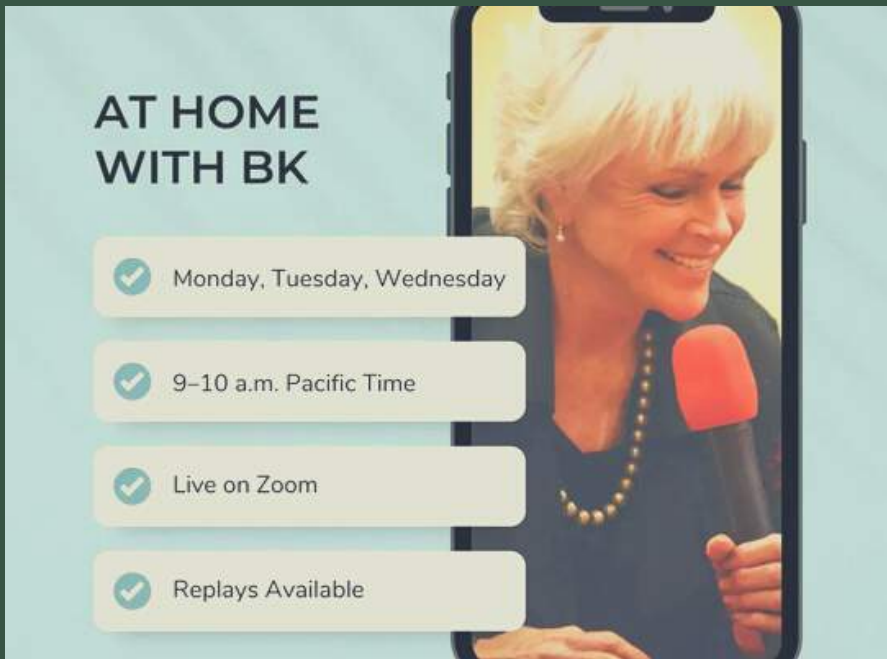 AT HOME
WITH BK
Monday, Tuesday, Wednesday
9–10 a.m. Pacific Time
Live on Zoom
Replays Available